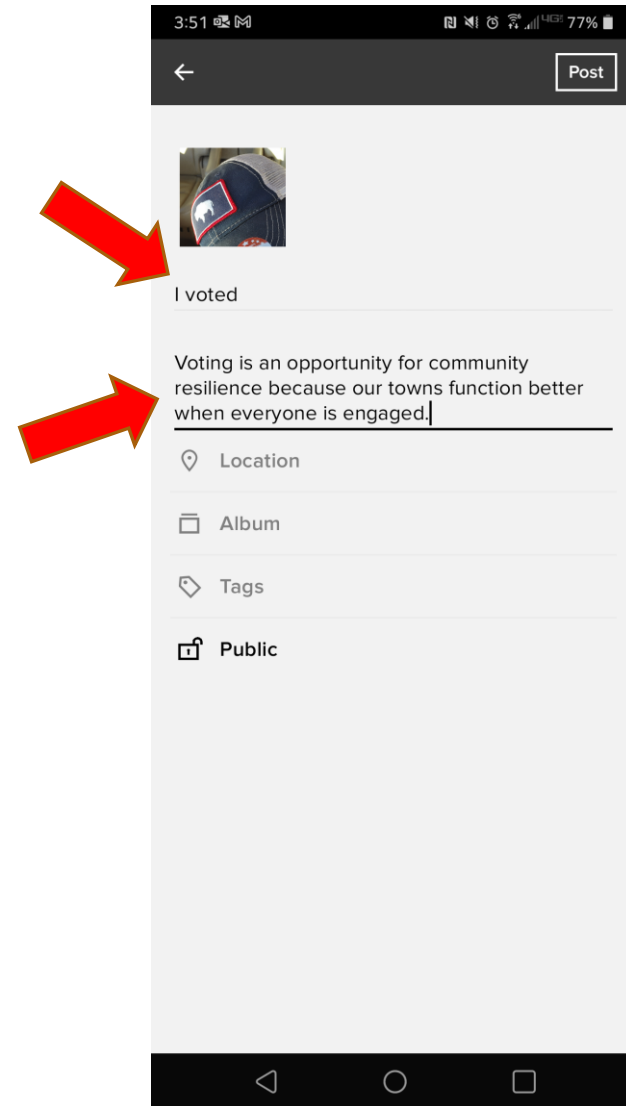 3:51
4GE 77%
Post
I voted
Voting is an opportunity for community
resilience because our towns function better
when everyone is engaged.
Location
Album
Tags
Public